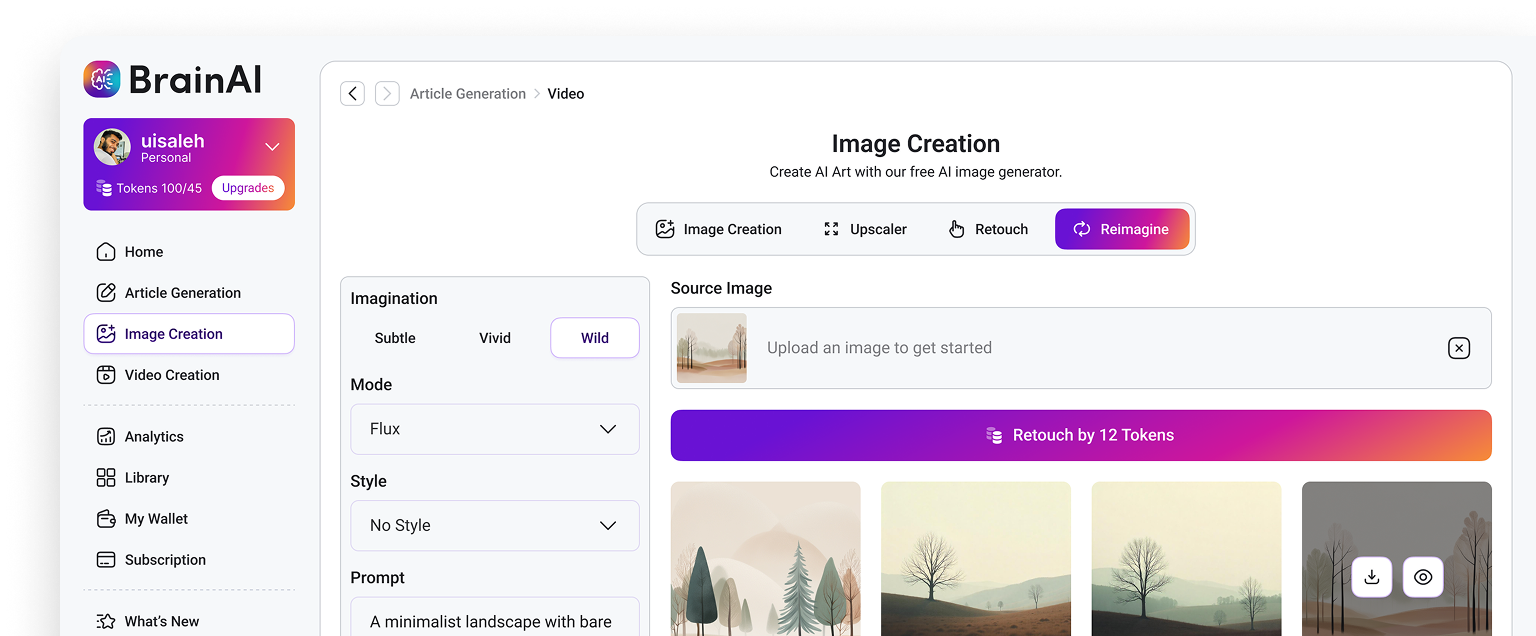 BrainAI
uisaleh
Personal
Tokens 100/45
Upgrades
Home
Article Generation
Image Creation
Video Creation
Analytics
Library
My Wallet
Subscription
What's New
Article Generation
Video
Image Creation
Create AI Art with our free AI image generator.
Image Creation
Upscaler
Retouch
Reimagine
Imagination
Subtle
Vivid
Wild
Mode
Flux
Style
No Style
Prompt
A minimalist landscape with bare
Source Image
Upload an image to get started
Retouch by 12 Tokens